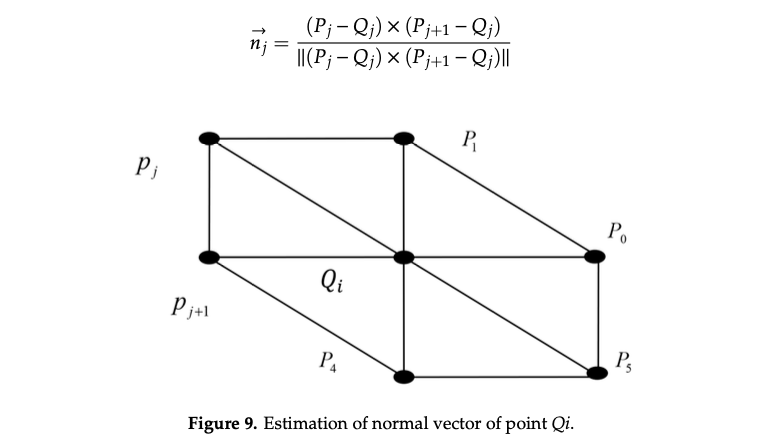 \vec{n_j} = \frac{(P_j - Q_j) \times (P_{j+1} - Q_j)}{\|(P_j - Q_j) \times (P_{j+1} - Q_j)\|}
P_1
p_j
P_0
Q_i
p_{j+1}
P_4
P_5
Figure 9. Estimation of normal vector of point Qi.